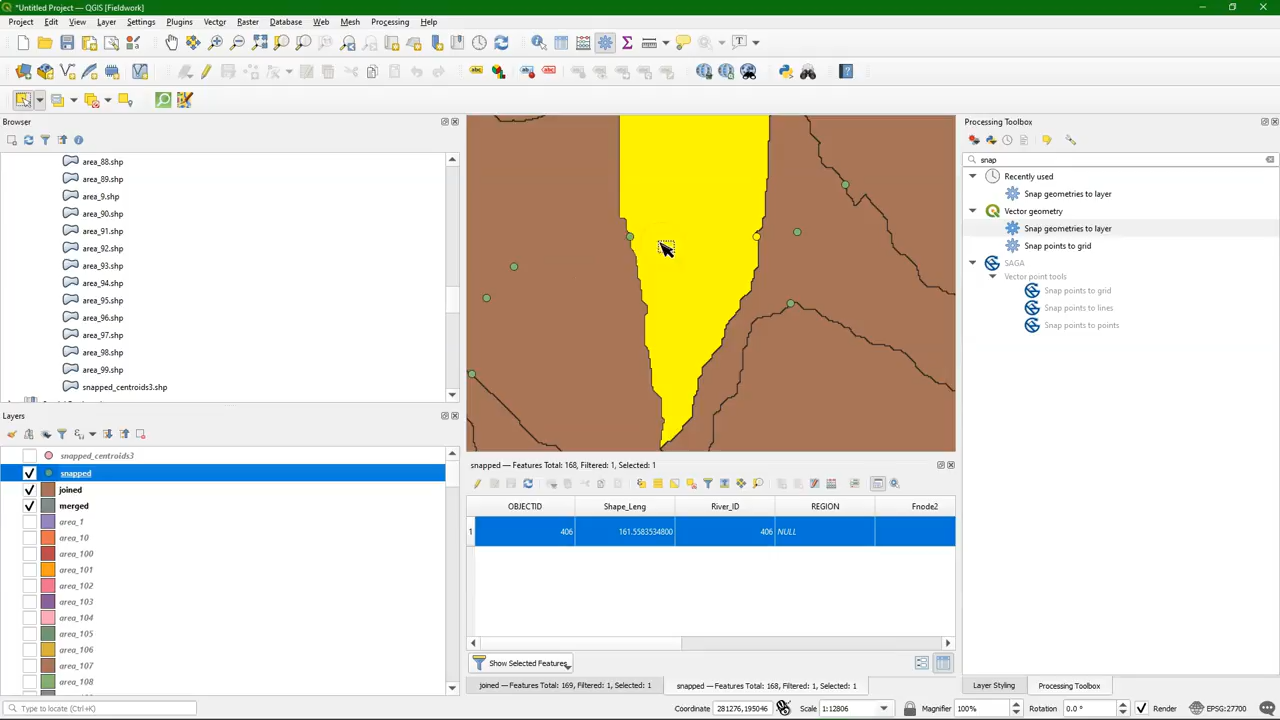 *Untitled Project — QGIS [Fieldwork]
Project Edit View Layer Settings Plugins Vector Raster Database Web Mesh Processing Help
Browser
area_88.shp
area_89.shp
area_9.shp
area_90.shp
area_91.shp
area_92.shp
area_93.shp
area_94.shp
area_95.shp
area_96.shp
area_97.shp
area_98.shp
area_99.shp
snapped_centroids3.shp
Layers
snapped_centroids3
snapped
joined
merged
area_1
area_10
area_100
area_101
area_102
area_103
area_104
area_105
area_106
area_107
area_108
snapped — Features Total: 168, Filtered: 1, Selected: 1
OBJECTID Shape_Leng River_ID REGION Fnode2
1 406 161.5583534800 406 NULL
Show Selected Features
joined — Features Total: 169, Filtered: 1, Selected: 1 snapped — Features Total: 168, Filtered: 1, Selected: 1
Processing Toolbox
snap
Recently used
Snap geometries to layer
Vector geometry
Snap geometries to layer
Snap points to grid
SAGA
Vector point tools
Snap points to grid
Snap points to lines
Snap points to points
Layer Styling Processing Toolbox
Type to locate (Ctrl+K) Coordinate 281276,195046 Scale 1:12806 Magnifier 100% Rotation 0.0 ° Render EPSG:27700